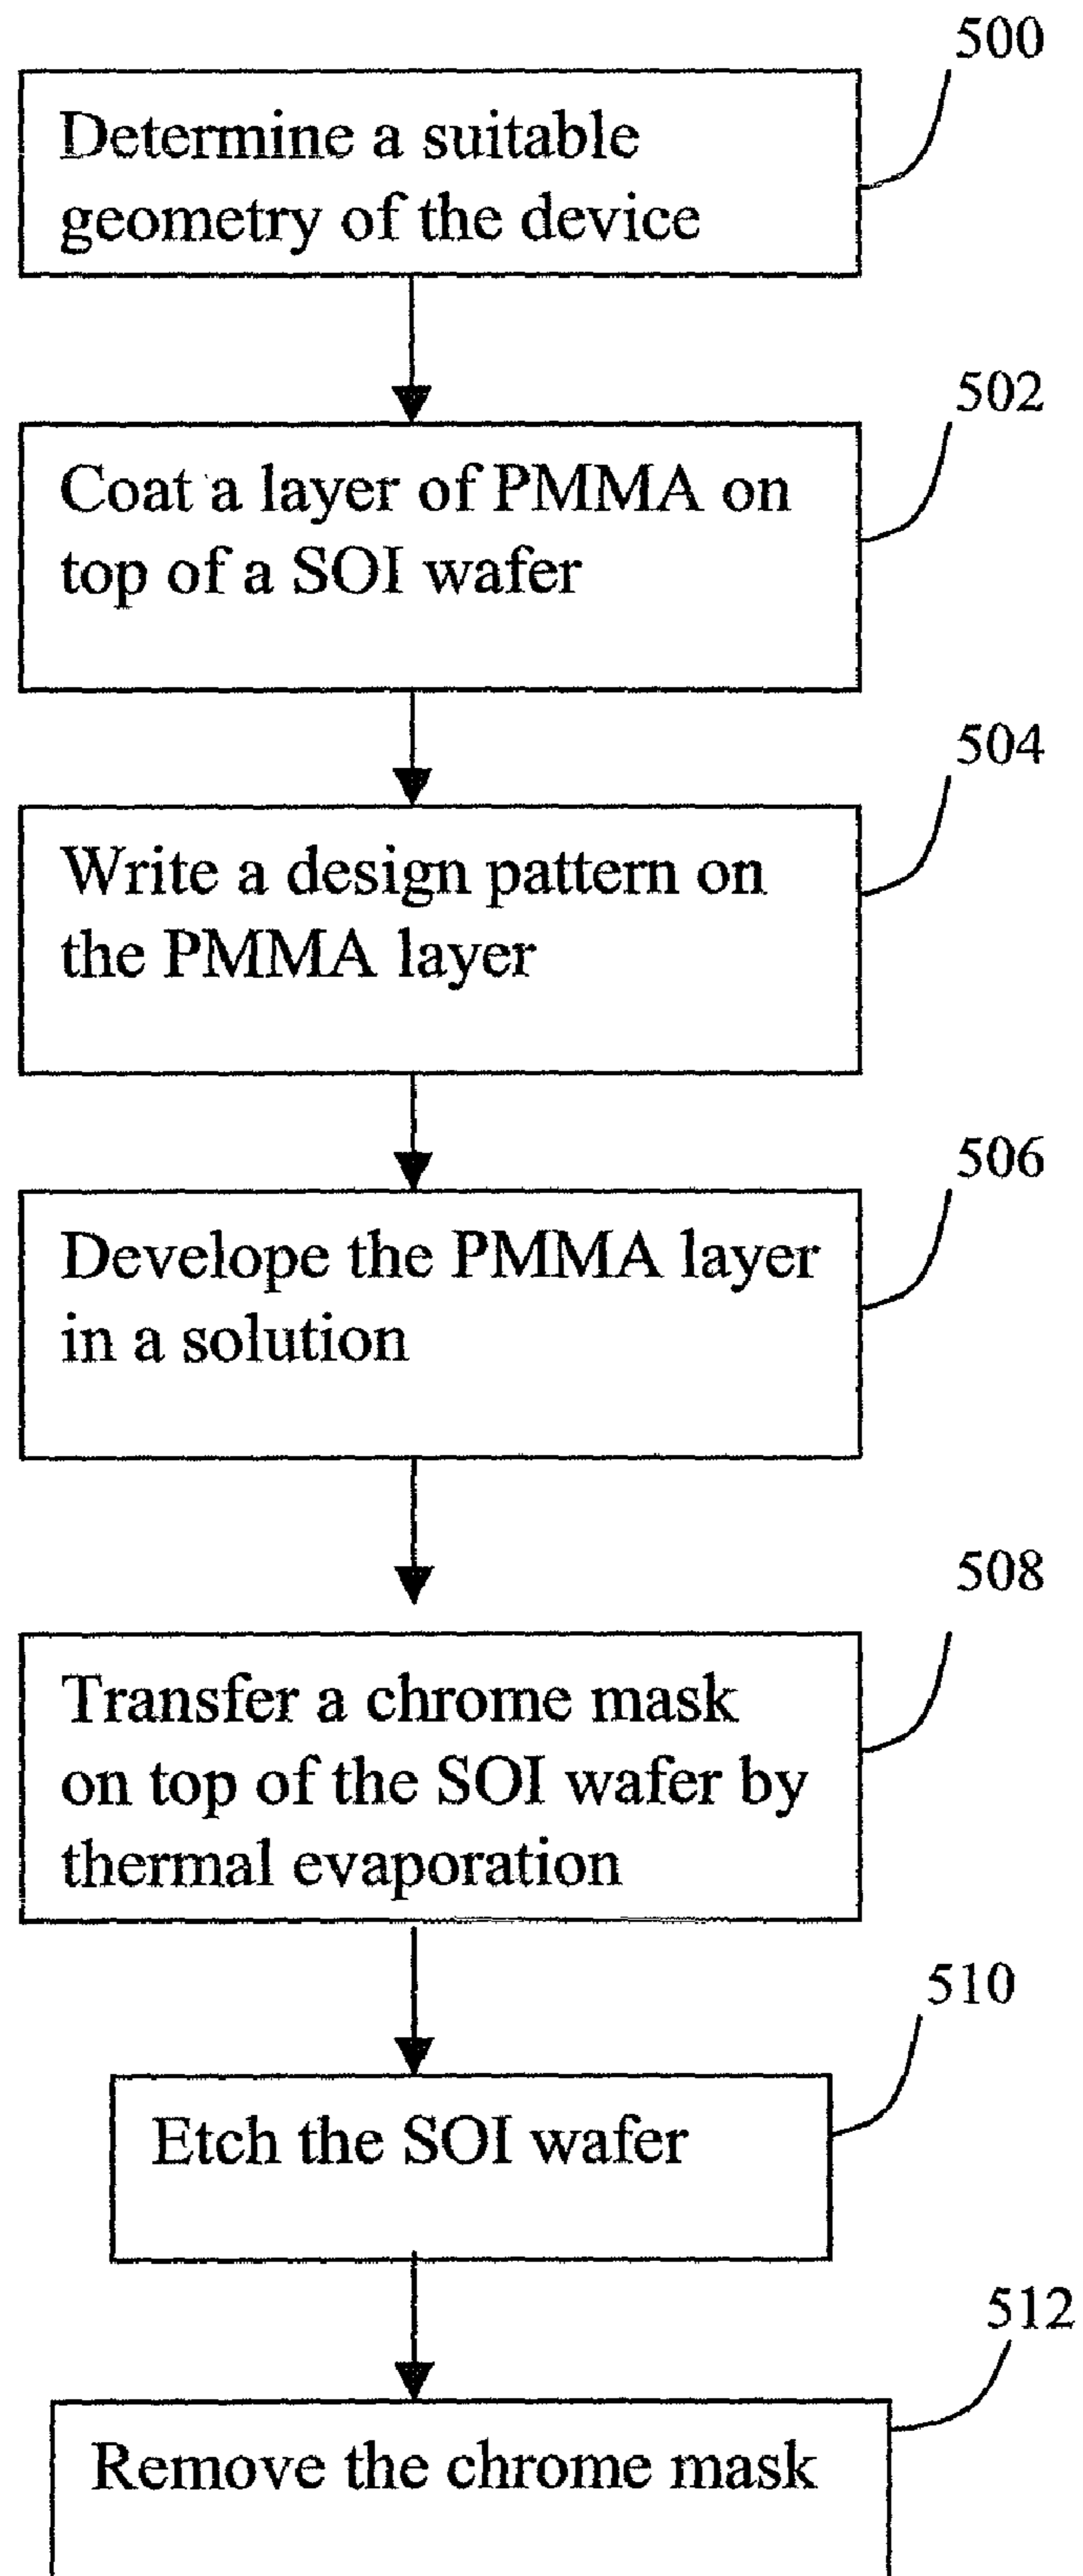 500
Determine a suitable
geometry of the device
502
Coat a layer of PMMA on
top of a SOI wafer
504
Write a design pattern on
the PMMA layer
506
Develope the PMMA layer
in a solution
508
Transfer a chrome mask
on top of the SOI wafer by
thermal evaporation
510
Etch the SOI wafer
512
Remove the chrome mask